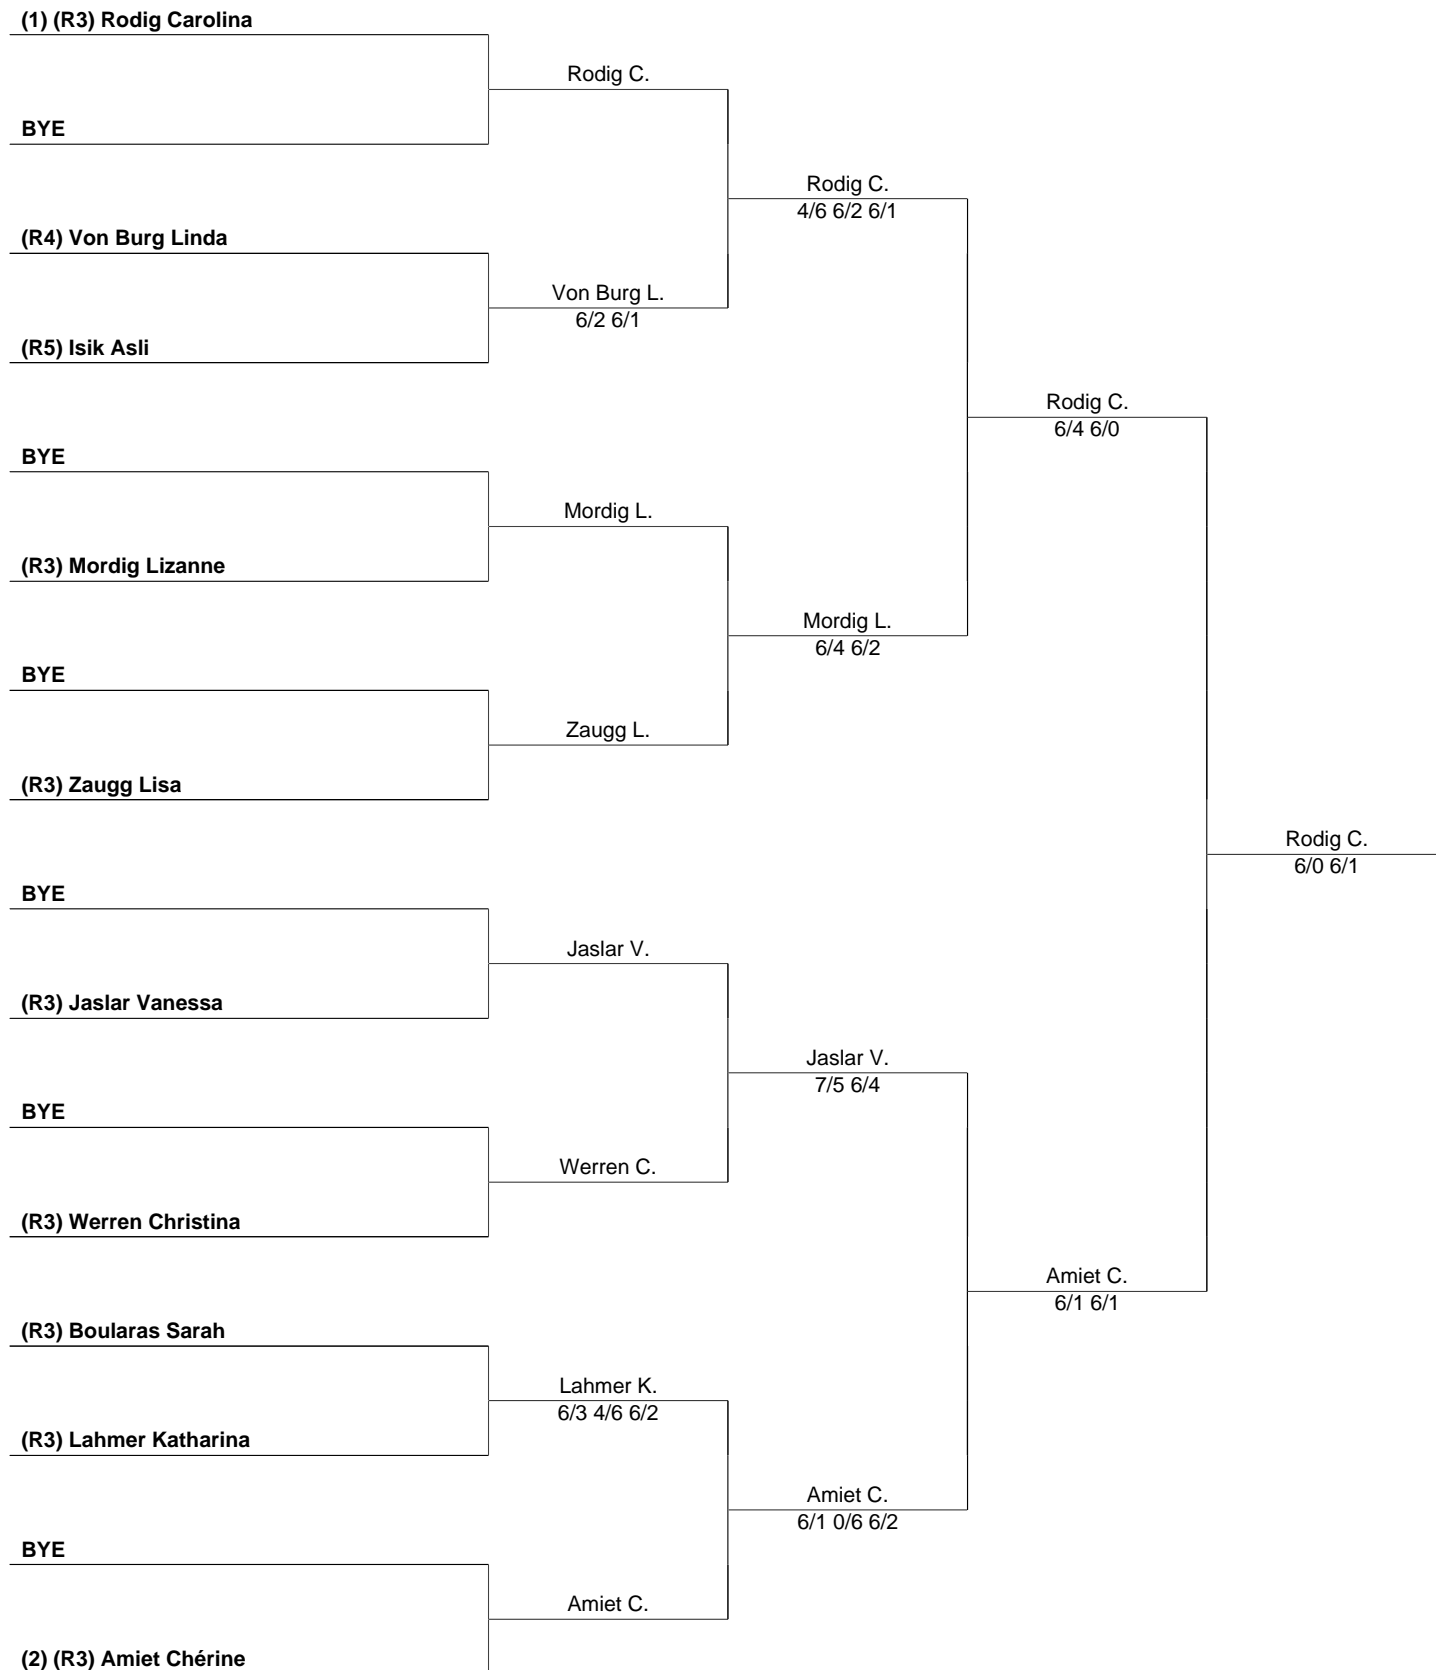 (1) (R3) Rodig Carolina
Rodig C.
BYE
Rodig C.
4/6 6/2 6/1
(R4) Von Burg Linda
Von Burg L.
6/2 6/1
(R5) Isik Asli
Rodig C.
6/4 6/0
BYE
Mordig L.
(R3) Mordig Lizanne
Mordig L.
6/4 6/2
BYE
Zaugg L.
(R3) Zaugg Lisa
Rodig C.
6/0 6/1
BYE
Jaslar V.
(R3) Jaslar Vanessa
Jaslar V.
7/5 6/4
BYE
Werren C.
(R3) Werren Christina
Amiet C.
6/1 6/1
(R3) Boularas Sarah
Lahmer K.
6/3 4/6 6/2
(R3) Lahmer Katharina
Amiet C.
6/1 0/6 6/2
BYE
Amiet C.
(2) (R3) Amiet Chérine